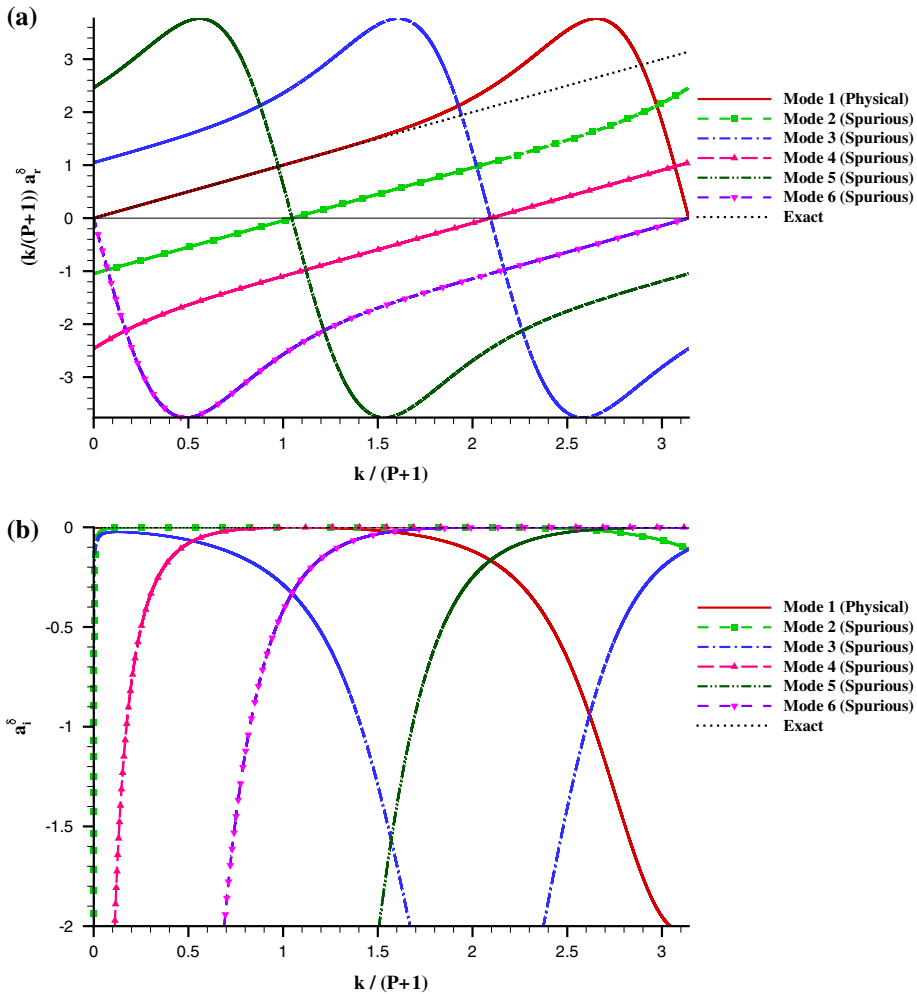 (a)
3
2
1
0
-1
-2
-3
(k/(P+1)) a_r^δ
0
0.5
1
1.5
2
2.5
3
k / (P+1)
Mode 1 (Physical)
Mode 2 (Spurious)
Mode 3 (Spurious)
Mode 4 (Spurious)
Mode 5 (Spurious)
Mode 6 (Spurious)
Exact
(b)
0
-0.5
-1
-1.5
-2
a_i^δ
0
0.5
1
1.5
2
2.5
3
k / (P+1)
Mode 1 (Physical)
Mode 2 (Spurious)
Mode 3 (Spurious)
Mode 4 (Spurious)
Mode 5 (Spurious)
Mode 6 (Spurious)
Exact